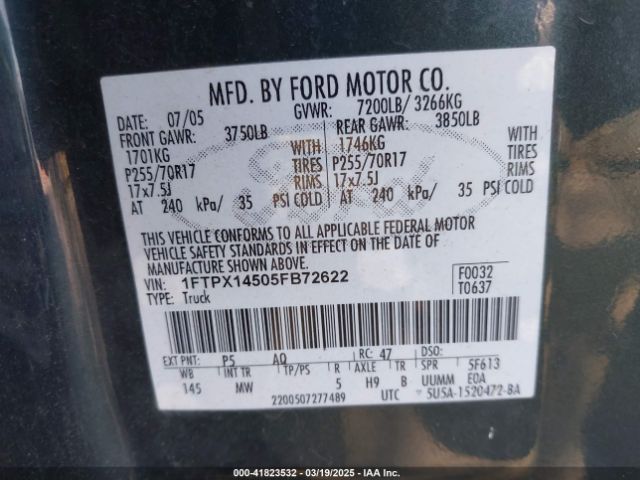 MFD. BY FORD MOTOR CO.
DATE: 07/05 GVWR: 7200LB/ 3266KG
FRONT GAWR: 3750LB REAR GAWR: 3850LB
1701KG WITH 1746KG WITH
P255/70R17 TIRES P255/70R17 TIRES
17x7.5J RIMS 17x7.5J RIMS
AT 240 kPa/ 35 PSI COLD AT 240 kPa/ 35 PSI COLD
THIS VEHICLE CONFORMS TO ALL APPLICABLE FEDERAL MOTOR
VEHICLE SAFETY STANDARDS IN EFFECT ON THE DATE OF
MANUFACTURE SHOWN ABOVE.
VIN: 1FTPX14505FB72622 F0032
TYPE: Truck T0637
EXT PNT: P5 AQ RC: 47 DSO:
WB INT TR TP/PS R AXLE TR SPR 5F613
145 MW 5 H9 B UUMM EOA
2200507277489 UTC 5U5A-1520472-BA
000-41823532 — 03/19/2025 — IAA Inc.